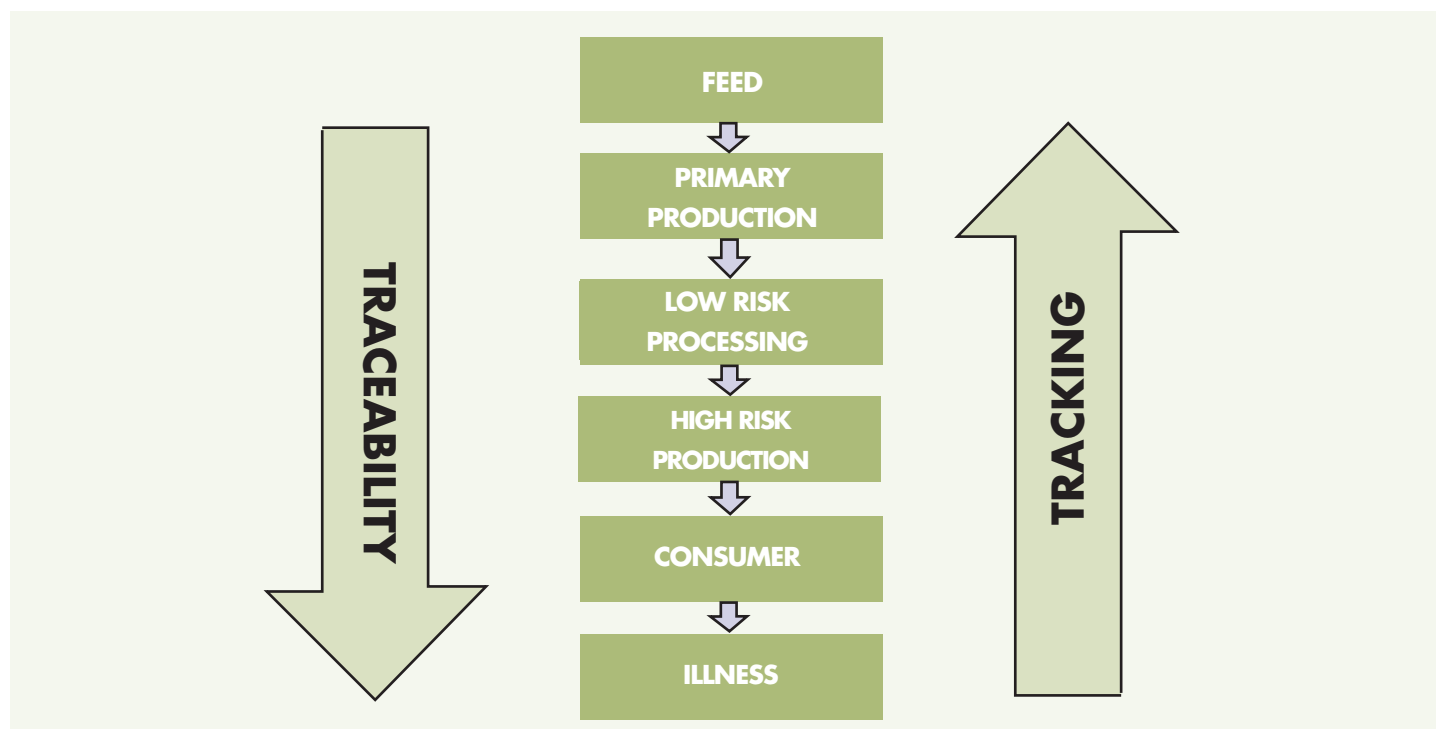 FEED
PRIMARY
PRODUCTION
LOW RISK
PROCESSING
HIGH RISK
PRODUCTION
CONSUMER
ILLNESS
TRACEABILITY
TRACKING